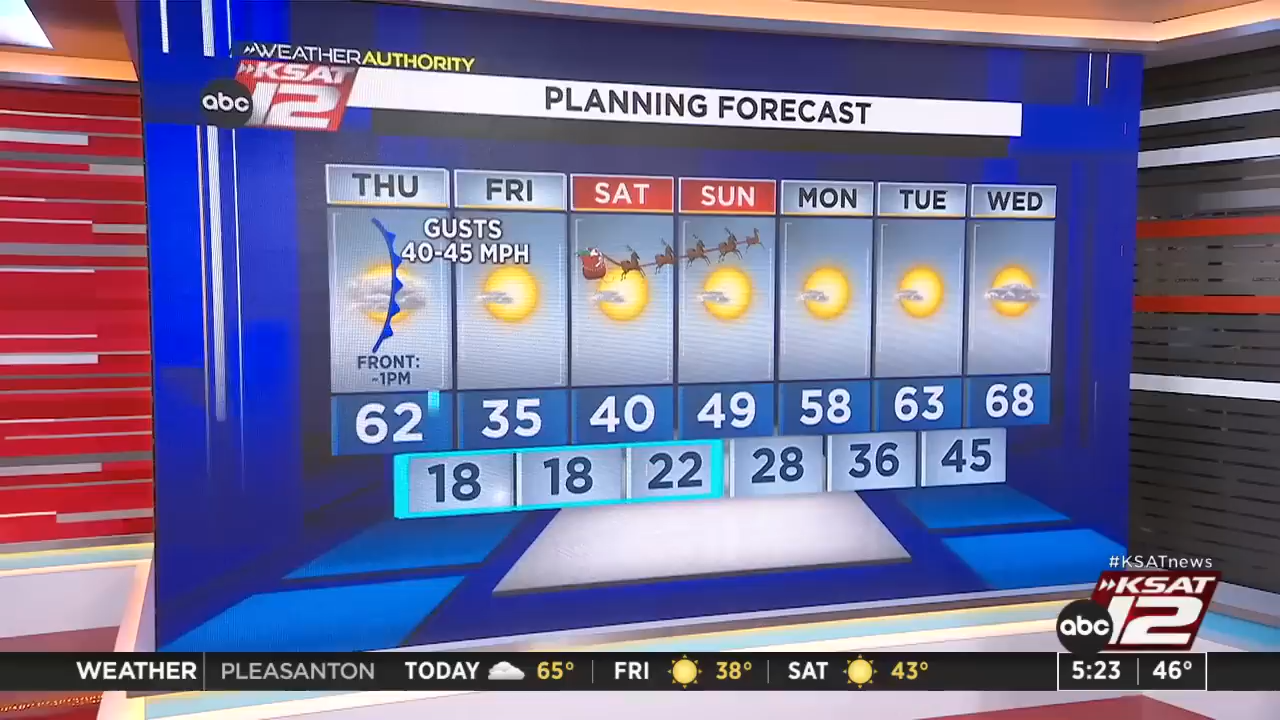 »WEATHERAUTHORITY
»KSAT
abc 12
PLANNING FORECAST
THU FRI SAT SUN MON TUE WED
GUSTS
40-45 MPH
FRONT:
~1PM
62 35 40 49 58 63 68
18 18 22 28 36 45
#KSATnews
»KSAT
abc 12
WEATHER PLEASANTON TODAY 65° FRI 38° SAT 43° 5:23 46°